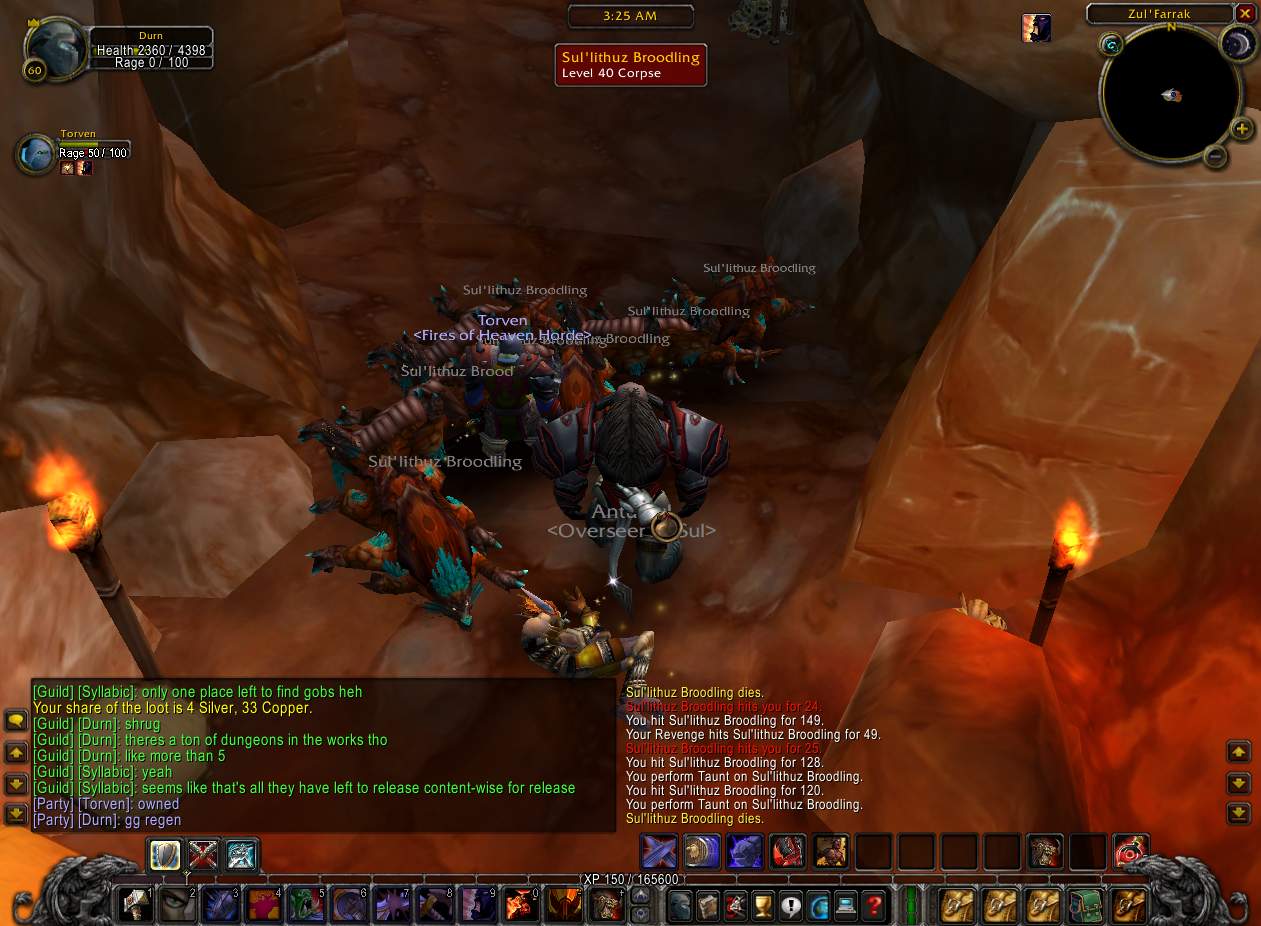 3:25 AM
Zul'Farrak
N
Durn
Health 2360 / 4398
Rage 0 / 100
60
Sul'lithuz Broodling
Level 40 Corpse
Torven
Rage 50 / 100
Sul'lithuz Broodling
Sul'lithuz Broodling
Sul'lithuz Broodling
Torven
<Fires of Heaven Horde>
Broodling
Sul'lithuz Brood
Sul'lithuz Broodling
Antu
<Overseer Sul>
[Guild] [Syllabic]: only one place left to find gobs heh
Your share of the loot is 4 Silver, 33 Copper.
[Guild] [Durn]: shrug
[Guild] [Durn]: theres a ton of dungeons in the works tho
[Guild] [Durn]: like more than 5
[Guild] [Syllabic]: yeah
[Guild] [Syllabic]: seems like that's all they have left to release content-wise for release
[Party] [Torven]: owned
[Party] [Durn]: gg regen
Sul'lithuz Broodling dies.
Sul'lithuz Broodling hits you for 24.
You hit Sul'lithuz Broodling for 149.
Your Revenge hits Sul'lithuz Broodling for 49.
Sul'lithuz Broodling hits you for 25.
You hit Sul'lithuz Broodling for 128.
You perform Taunt on Sul'lithuz Broodling.
You hit Sul'lithuz Broodling for 120.
You perform Taunt on Sul'lithuz Broodling.
Sul'lithuz Broodling dies.
XP 150 / 165600
1 2 3 4 5 6 7 8 9 0